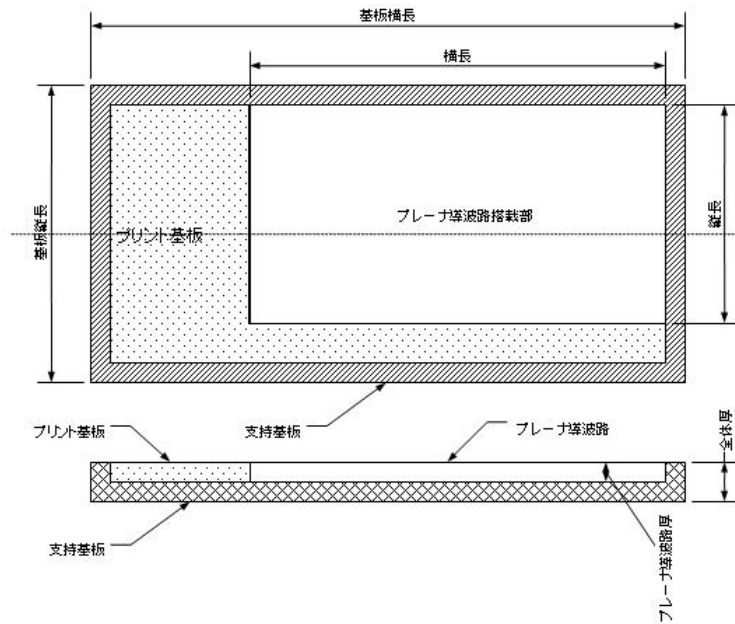 基板横長
横長
基板縦長
プリント基板
プレーナ導波路搭載部
縦長
支持基板
プリント基板
プレーナ導波路
全体厚
支持基板
プレーナ導波路厚